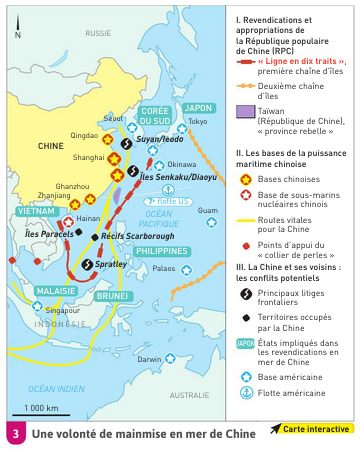 N
RUSSIE
Séoul
CORÉE
DU SUD
JAPON
Tokyo
Qingdao
Suyan/Ieodo
CHINE
Shanghai
Okinawa
Îles Senkaku/Diaoyu
Ghanzhou
Zhanjiang
7e flotte US
VIETNAM
Hainan
OCÉAN
PACIFIQUE
Guam
Îles Paracels
Récifs Scarborough
PHILIPPINES
Spratley
Palaos
MALAISIE
BRUNEI
INDONÉSIE
Singapour
Darwin
OCÉAN INDIEN
AUSTRALIE
1 000 km
I. Revendications et
appropriations de
la République populaire
de Chine (RPC)
« Ligne en dix traits »,
première chaîne d'îles
Deuxième chaîne
d'îles
Taïwan
(République de Chine),
« province rebelle »
II. Les bases de la puissance
maritime chinoise
Bases chinoises
Base de sous-marins
nucléaires chinois
Routes vitales
pour la Chine
Points d'appui du
« collier de perles »
III. La Chine et ses voisins :
les conflits potentiels
Principaux litiges
frontaliers
Territoires occupés
par la Chine
JAPON
États impliqués dans
les revendications en
mer de Chine
Base américaine
Flotte américaine
3 Une volonté de mainmise en mer de Chine
Carte interactive